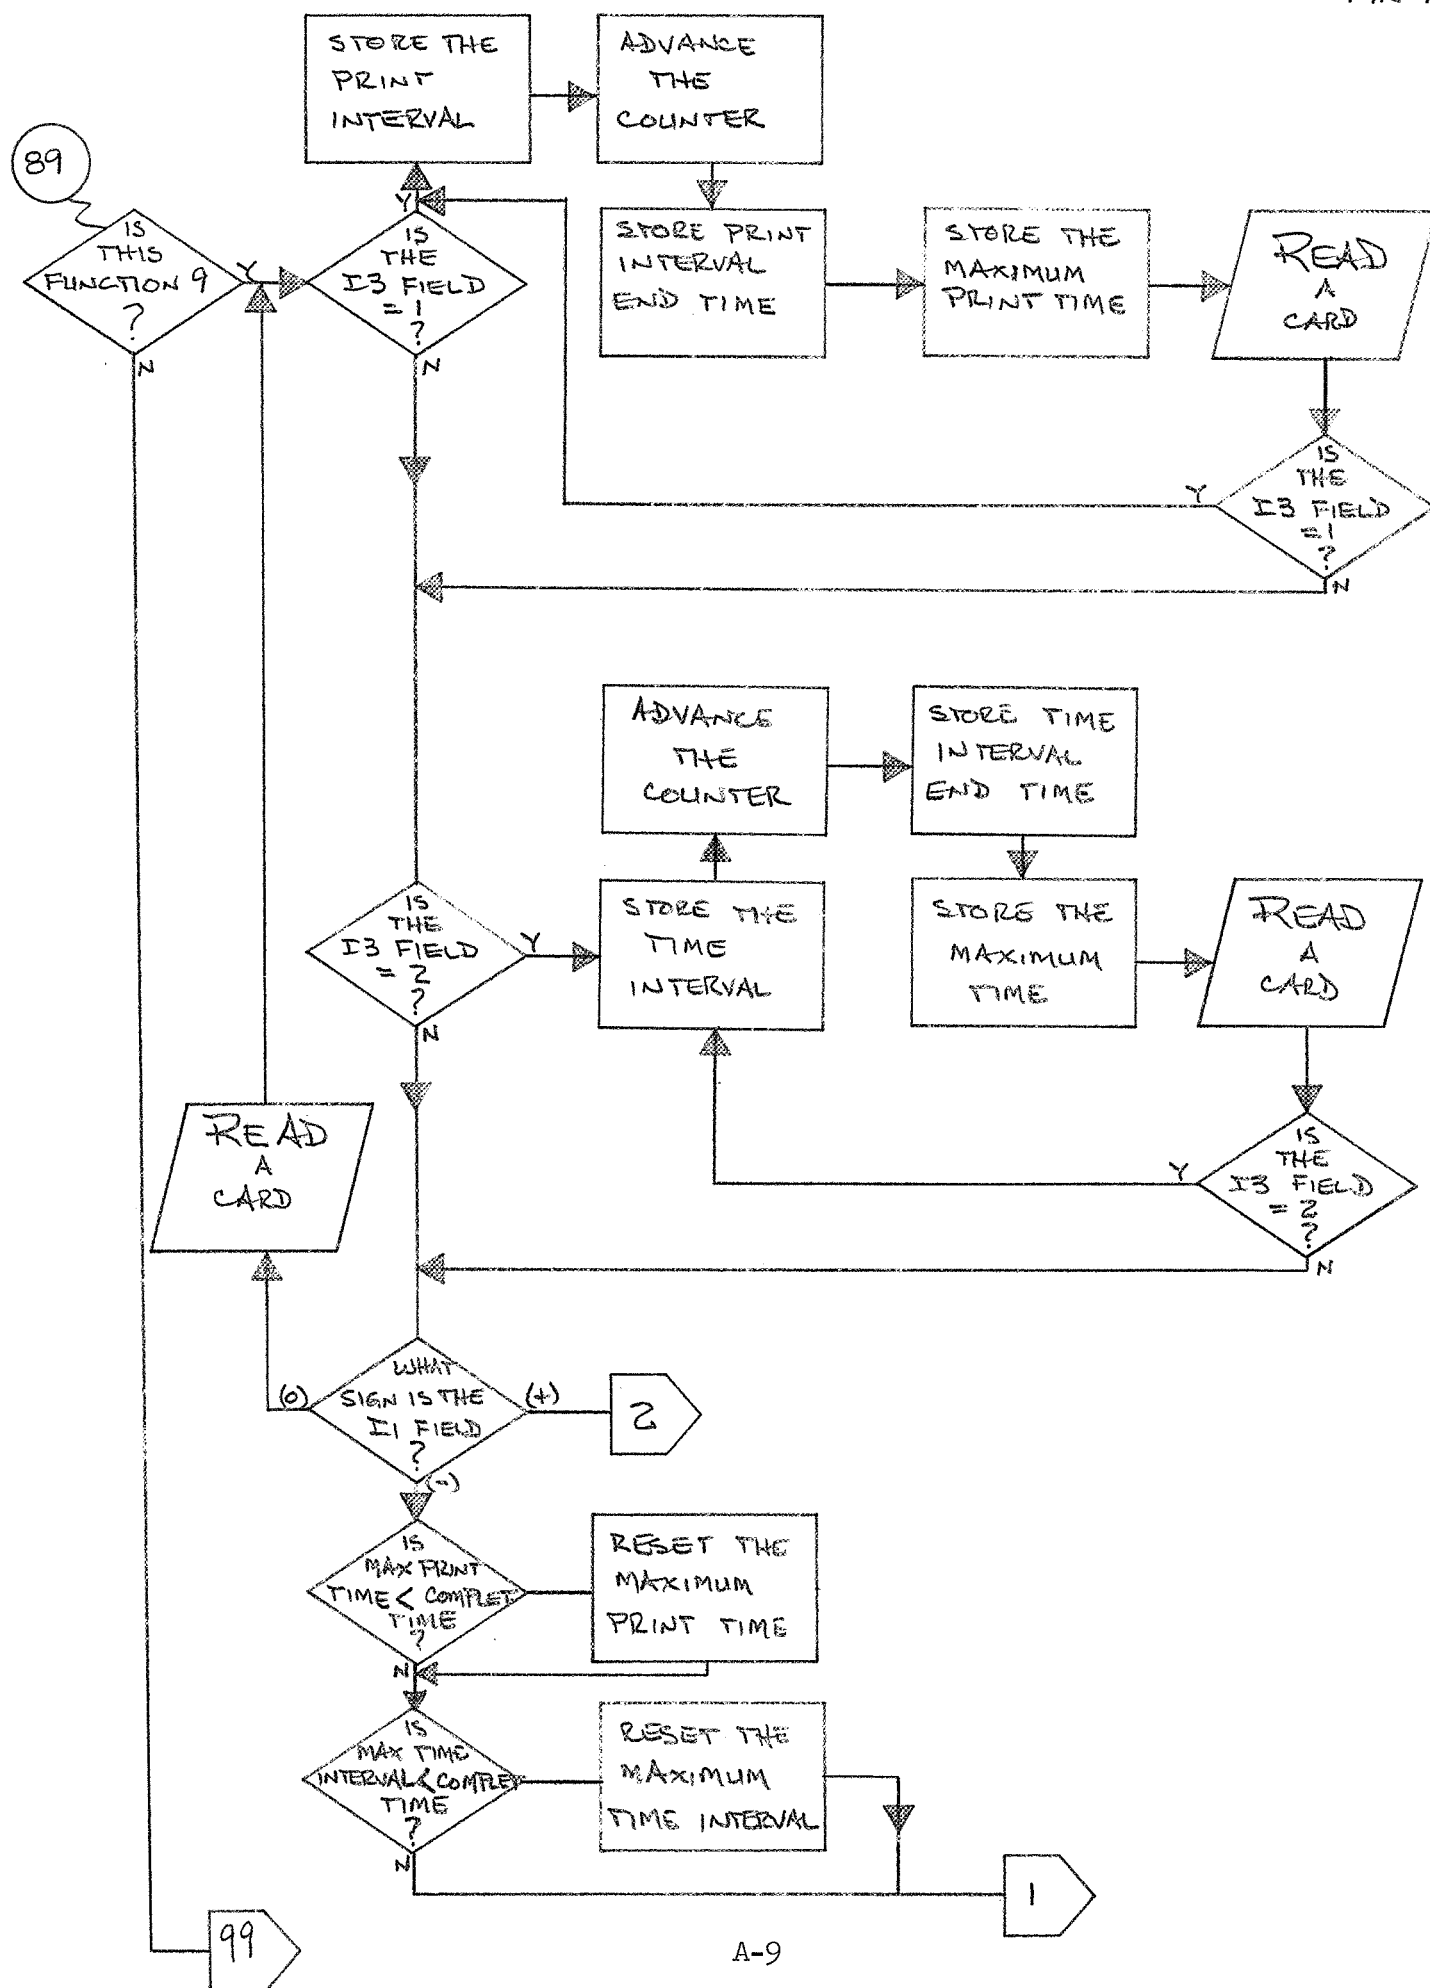 STORE THE
PRINT
INTERVAL
ADVANCE
THE
COUNTER
89
IS
THIS
FUNCTION 9
?
Y
N
Y
IS
THE
I3 FIELD
= 1
?
N
STORE PRINT
INTERVAL
END TIME
STORE THE
MAXIMUM
PRINT TIME
READ
A
CARD
IS
THE
I3 FIELD
= 1
?
Y
N
ADVANCE
THE
COUNTER
STORE TIME
INTERVAL
END TIME
IS
THE
I3 FIELD
= 2
?
Y
N
STORE THE
TIME
INTERVAL
STORE THE
MAXIMUM
TIME
READ
A
CARD
READ
A
CARD
IS
THE
I3 FIELD
= 2
?
Y
N
WHAT
SIGN IS THE
I1 FIELD
?
(0)
(+)
(-)
2
IS
MAX PRINT
TIME < COMPLET
TIME
?
N
RESET THE
MAXIMUM
PRINT TIME
IS
MAX TIME
INTERVAL < COMPLET
TIME
?
N
RESET THE
MAXIMUM
TIME INTERVAL
1
99
A-9